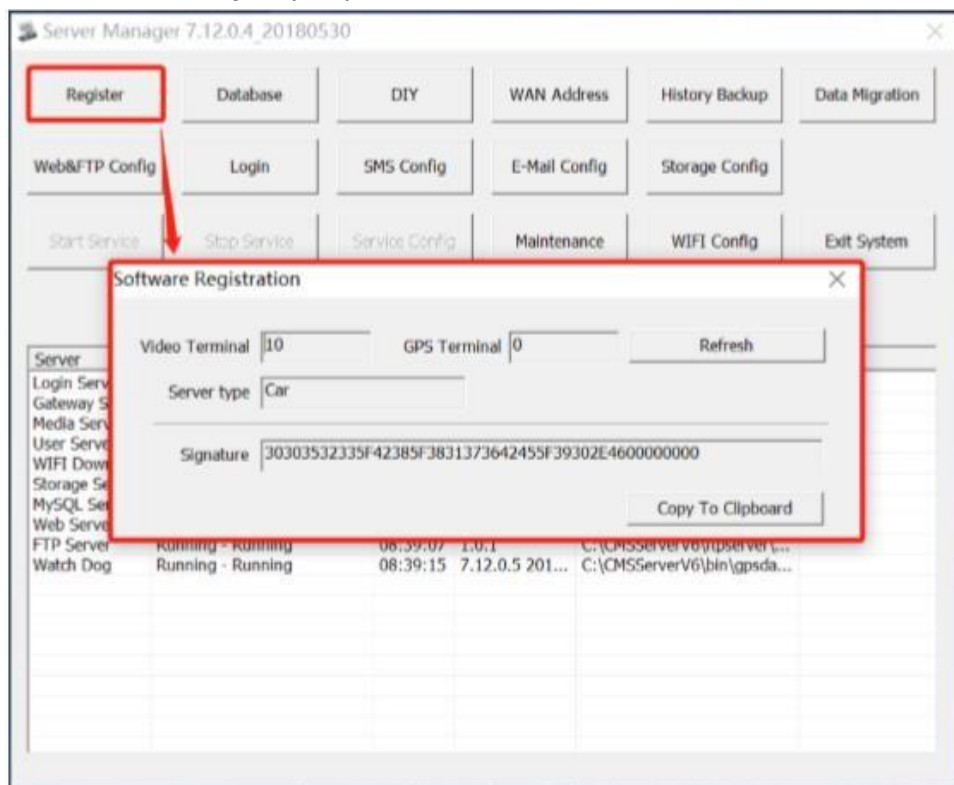 Server Manager 7.12.0.4_20180530
Register Database DIY WAN Address History Backup Data Migration
Web&FTP Config Login SMS Config E-Mail Config Storage Config
Start Service Stop Service Service Config Maintenance WIFI Config Exit System
Software Registration
Video Terminal 10 GPS Terminal 0 Refresh
Server type Car
Signature 30303532335F42385F3831373642455F39302E4600000000
Copy To Clipboard
Server
Login Serv
Gateway S
Media Serv
User Serve
WIFI Down
Storage Se
MySQL Ser
Web Serve
FTP Server Running - Running 08:39:07 1.0.1 C:\CMSServerV6\ftpserver\...
Watch Dog Running - Running 08:39:15 7.12.0.5 201... C:\CMSServerV6\bin\gpsda...